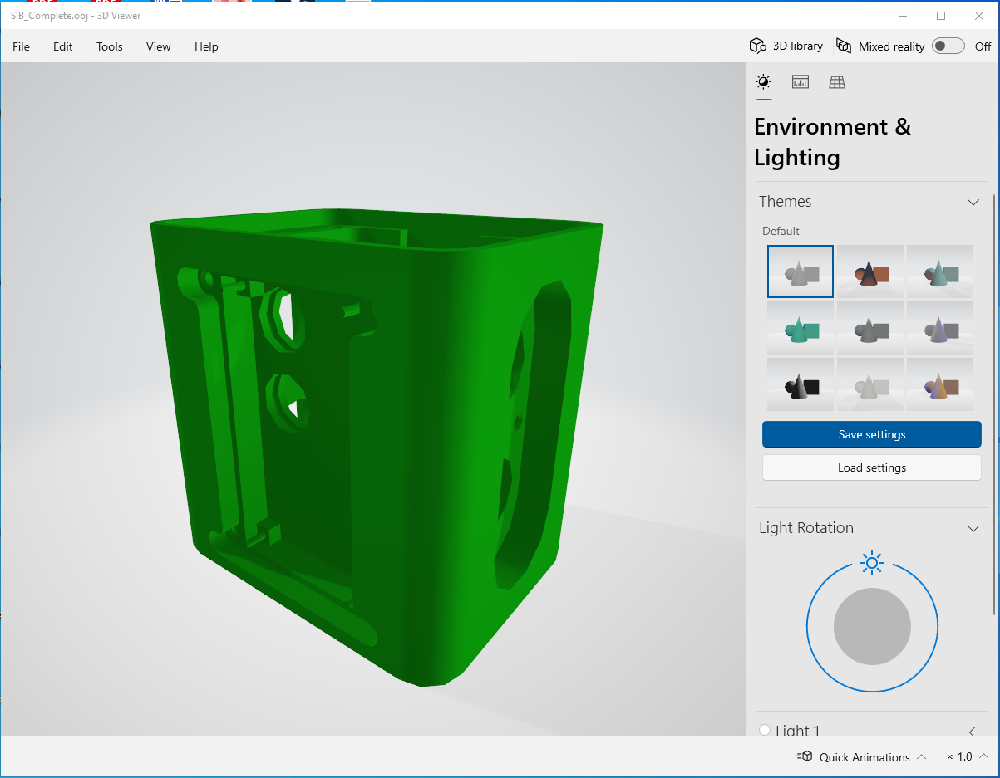 SIB_Complete.obj - 3D Viewer
File Edit Tools View Help
3D library Mixed reality Off
Environment &
Lighting
Themes
Default
Save settings
Load settings
Light Rotation
Light 1
Quick Animations × 1.0